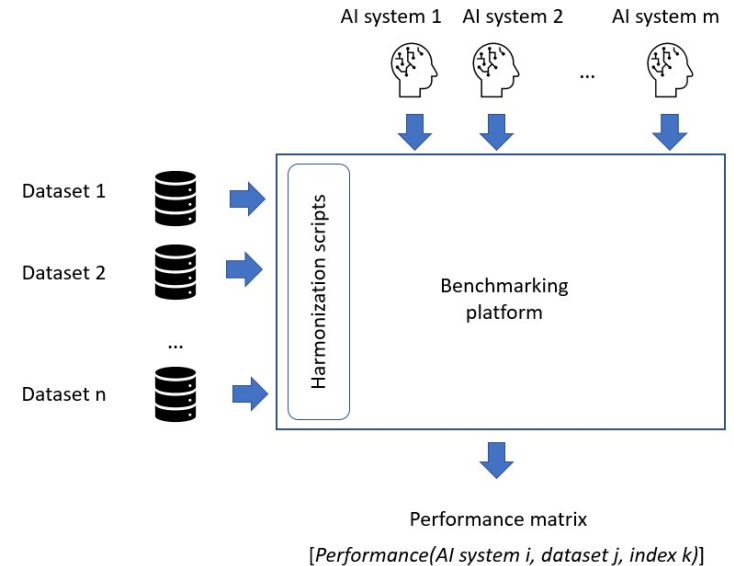 AI system 1 AI system 2 ... AI system m
Dataset 1
Dataset 2
...
Dataset n
Harmonization scripts
Benchmarking
platform
Performance matrix
[Performance(AI system i, dataset j, index k)]